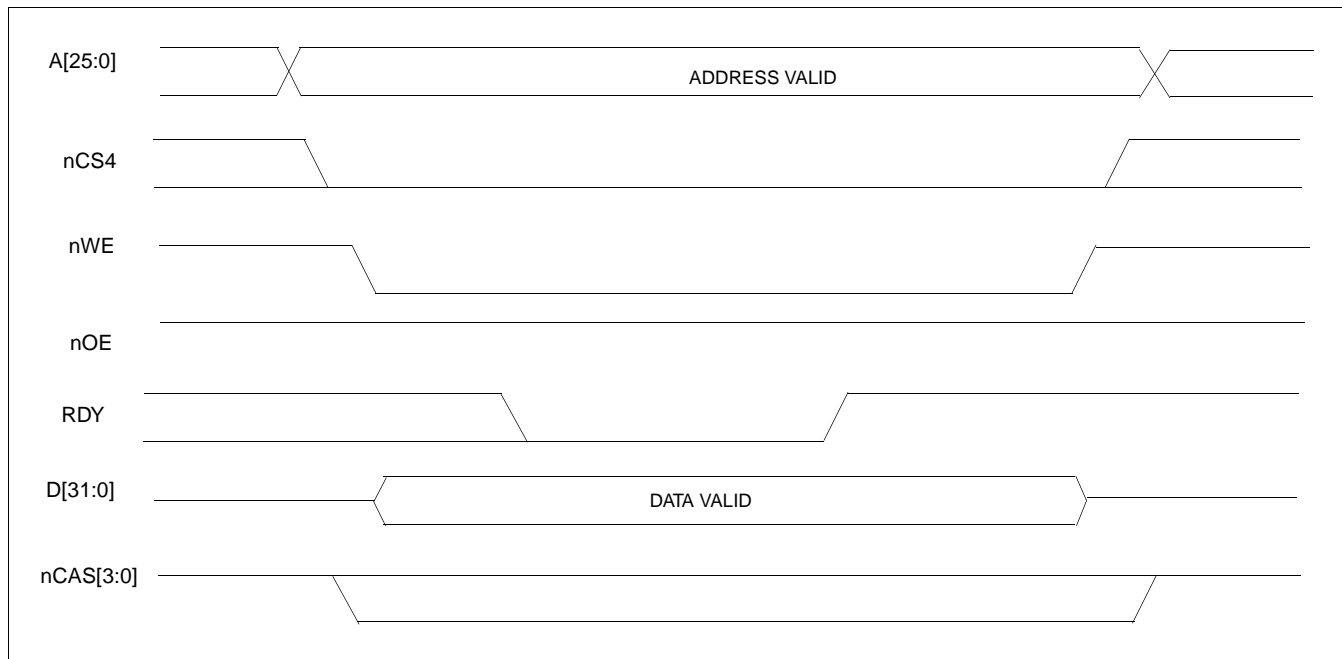 A[25:0]
ADDRESS VALID
nCS4
nWE
nOE
RDY
D[31:0]
DATA VALID
nCAS[3:0]